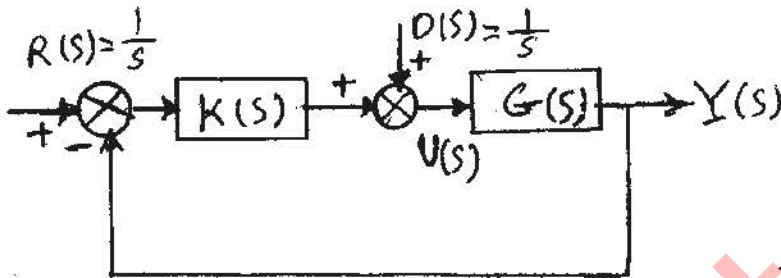 R(S)=1/S
D(S)=1/S
+
+
+
-
K(S)
G(S)
Y(S)
U(S)